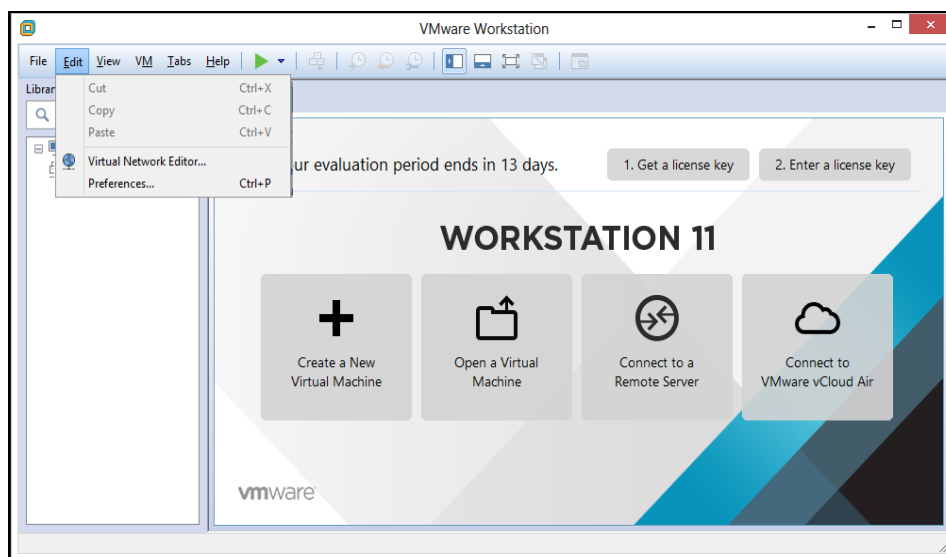 VMware Workstation
File Edit View VM Tabs Help
Cut Ctrl+X
Copy Ctrl+C
Paste Ctrl+V
Virtual Network Editor...
Preferences... Ctrl+P
evaluation period ends in 13 days.
1. Get a license key
2. Enter a license key
WORKSTATION 11
Create a New
Virtual Machine
Open a Virtual
Machine
Connect to a
Remote Server
Connect to
VMware vCloud Air
vmware